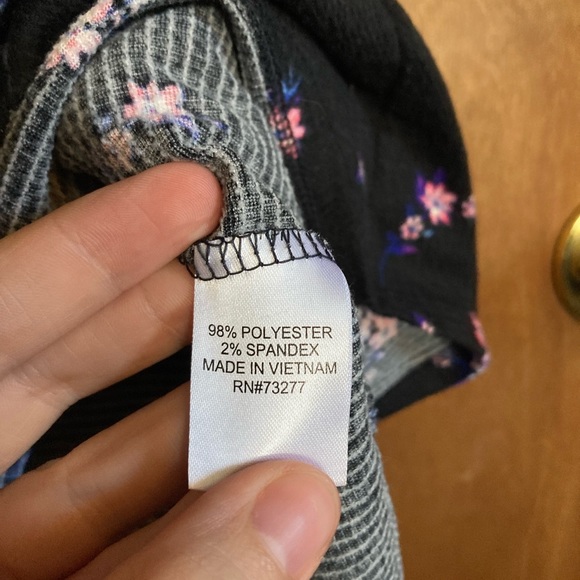 98% POLYESTER
2% SPANDEX
MADE IN VIETNAM
RN#73277